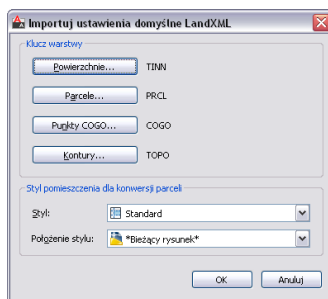 Importuj ustawienia domyślne LandXML
Klucz warstwy
Powierzchnie... TINN
Parcele... PRCL
Punkty COGO... COGO
Kontury... TOPO
Styl pomieszczenia dla konwersji parceli
Styl: Standard
Położenie stylu: *Bieżący rysunek*
OK Anuluj